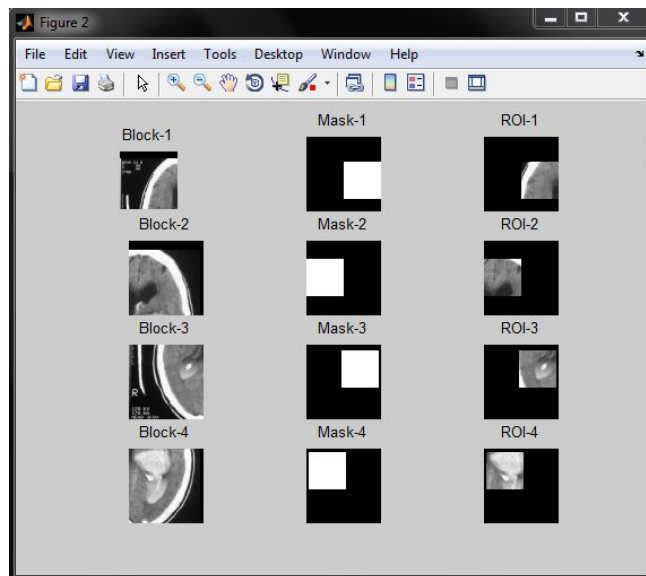 Figure 2
File Edit View Insert Tools Desktop Window Help
Block-1 Mask-1 ROI-1
Block-2 Mask-2 ROI-2
Block-3 Mask-3 ROI-3
R
Block-4 Mask-4 ROI-4